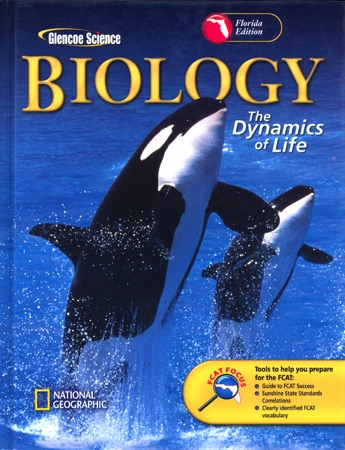 Glencoe Science
Florida
Edition
BIOLOGY
The
Dynamics
of Life
Tools to help you prepare
for the FCAT:
• Guide to FCAT Success
• Sunshine State Standards
Correlations
• Clearly identified FCAT
vocabulary
FCAT FOCUS
NATIONAL
GEOGRAPHIC